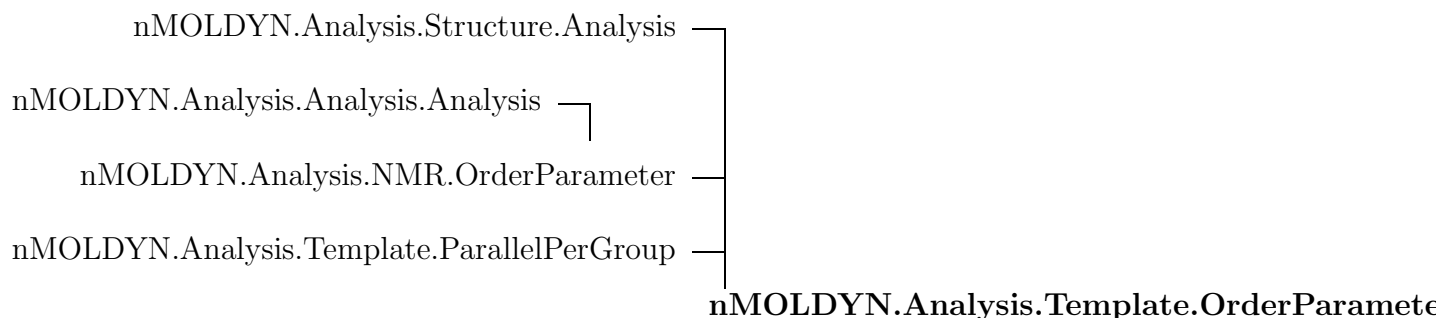 nMOLDYN.Analysis.Structure.Analysis
nMOLDYN.Analysis.Analysis.Analysis
nMOLDYN.Analysis.NMR.OrderParameter
nMOLDYN.Analysis.Template.ParallelPerGroup
nMOLDYN.Analysis.Template.OrderParamete